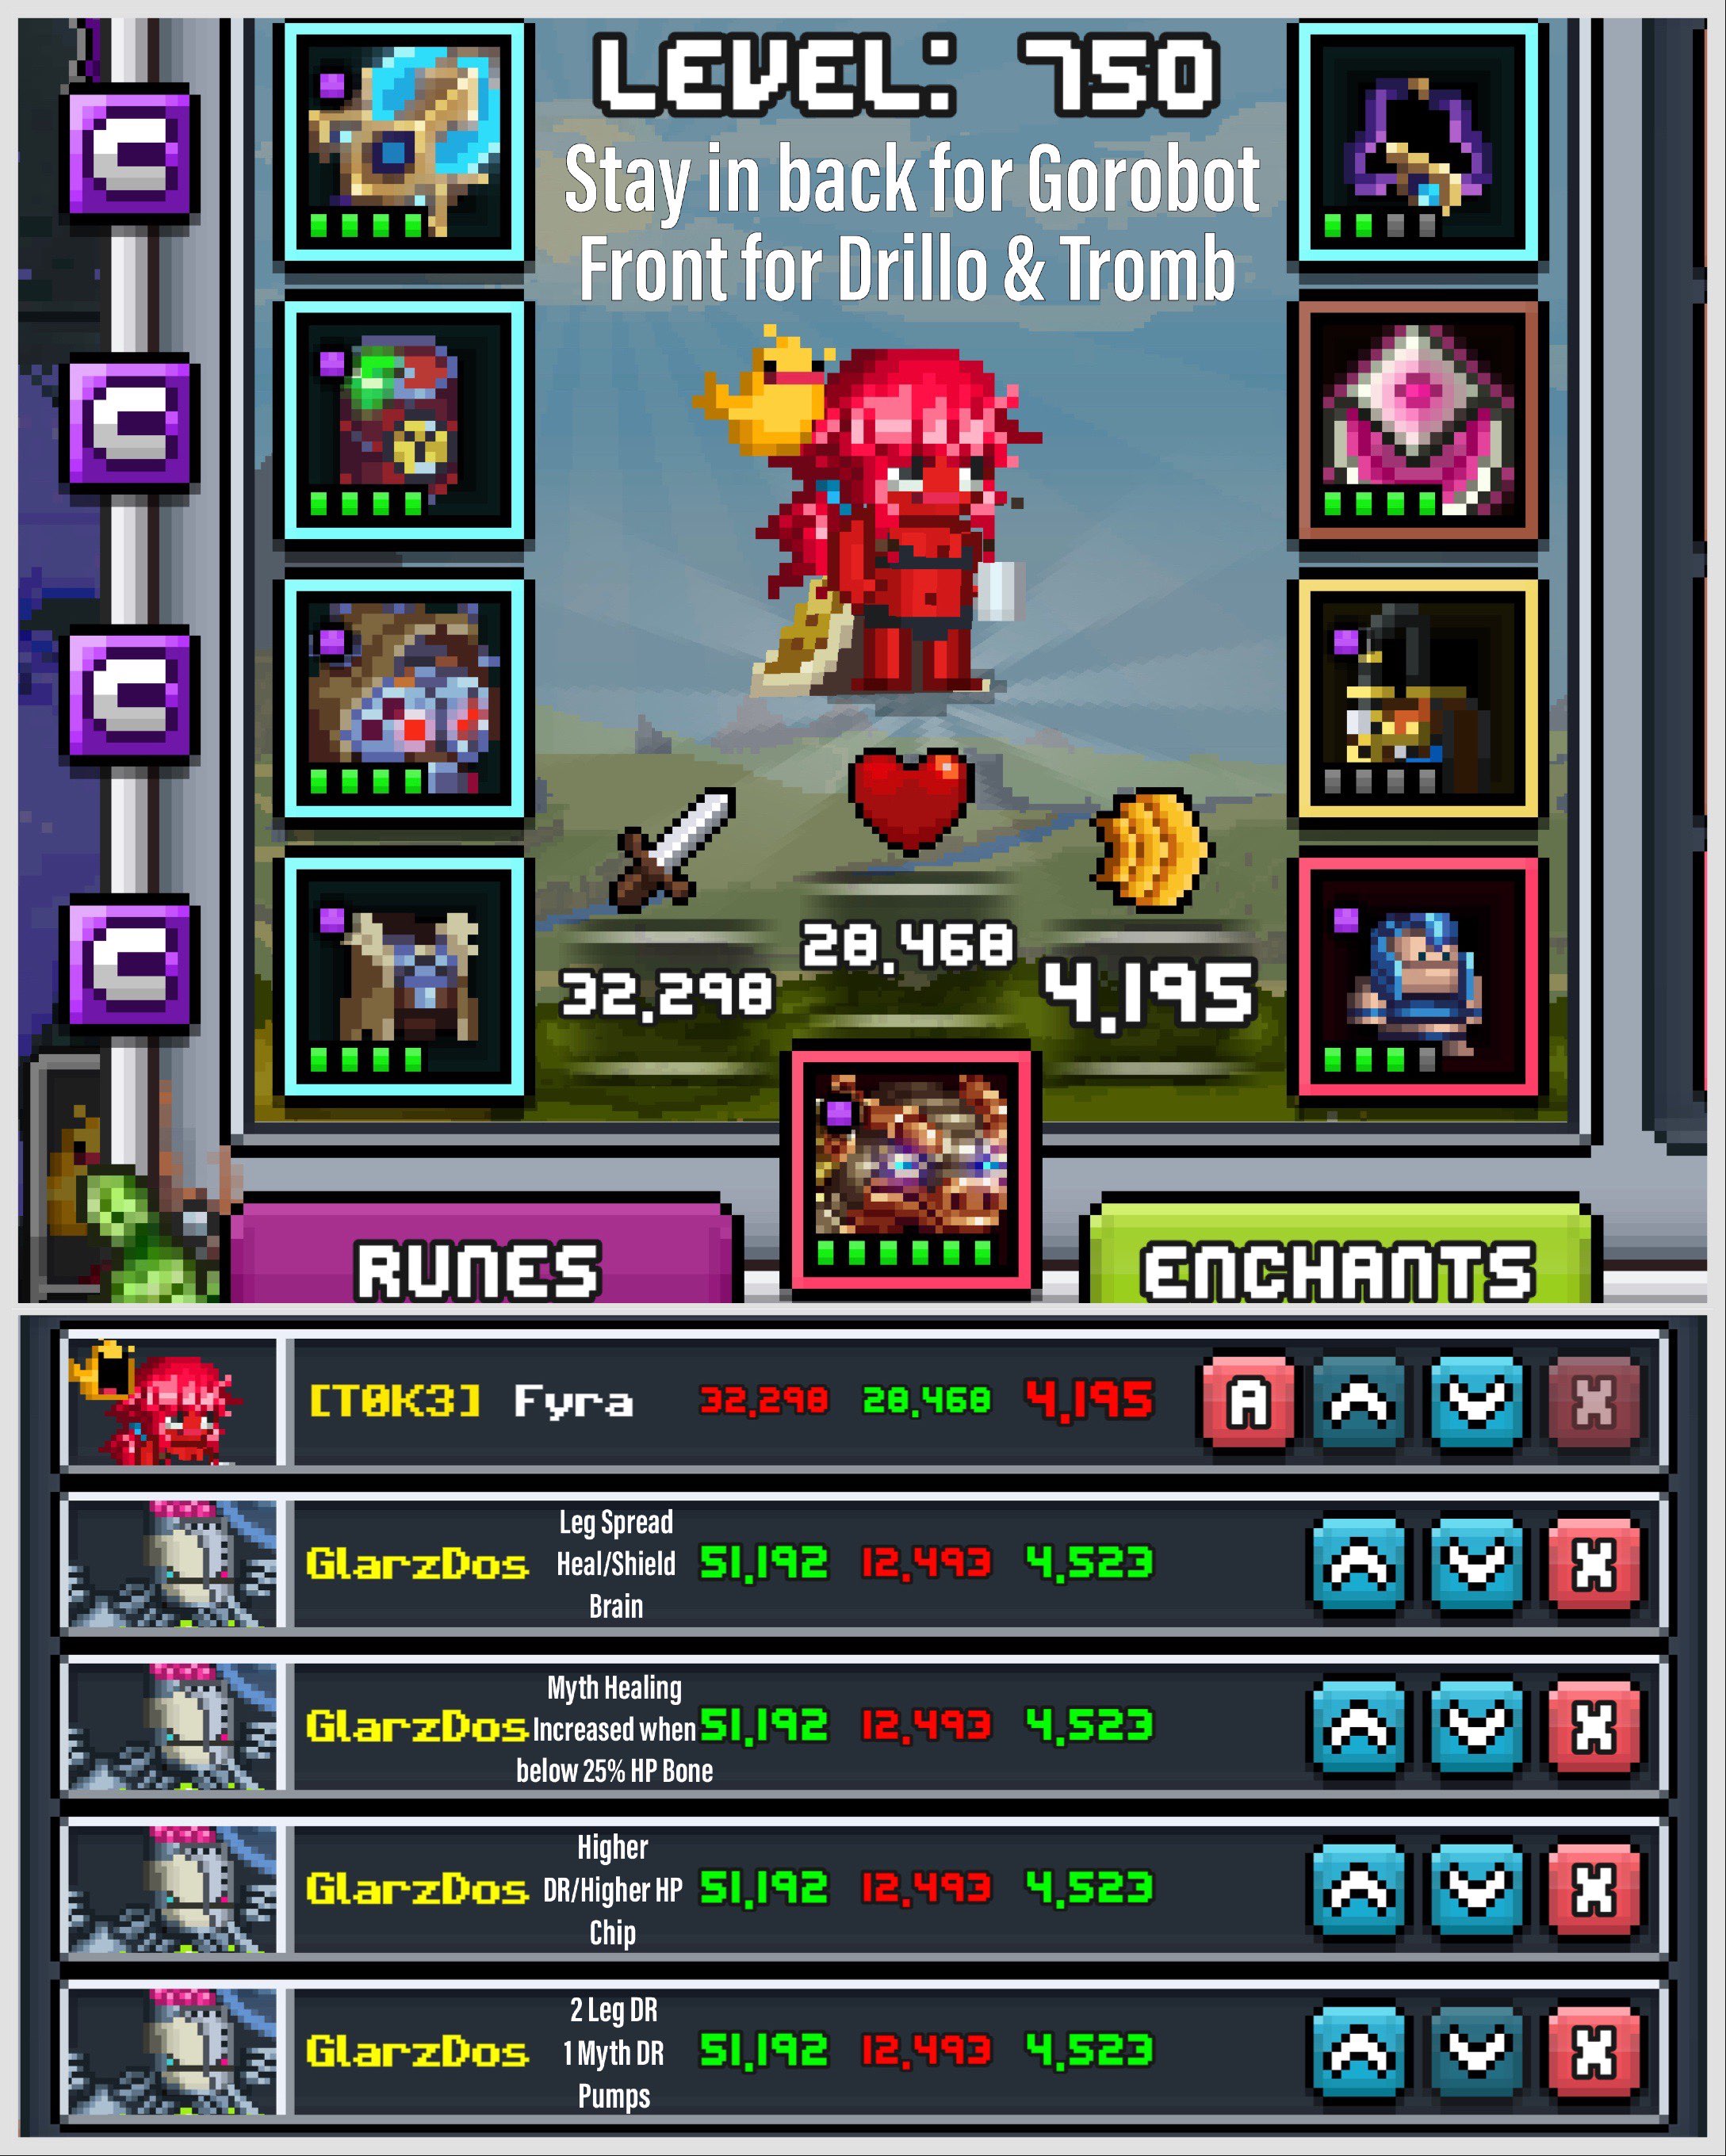 LEVEL: 750
Stay in back for Gorobot
Front for Drillo & Tromb
C
C
C
C
32,298
28,468
4,195
RUNES
ENCHANTS
[T0K3] Fyra 32,298 28,468 4,195 A X
Leg Spread
GlarzDos Heal/Shield 51,192 12,493 4,523 X
Brain
Myth Healing
GlarzDos Increased when 51,192 12,493 4,523 X
below 25% HP Bone
Higher
GlarzDos DR/Higher HP 51,192 12,493 4,523 X
Chip
2 Leg DR
GlarzDos 1 Myth DR 51,192 12,493 4,523 X
Pumps